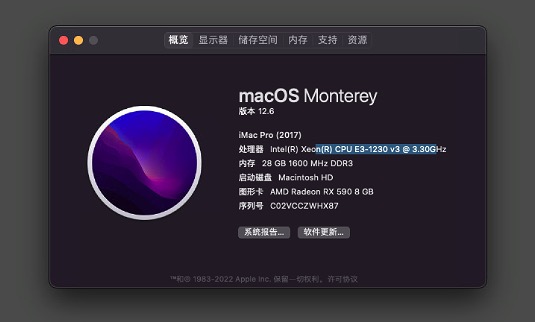 概览 显示器 储存空间 内存 支持 资源
macOS Monterey
版本 12.6
iMac Pro (2017)
处理器 Intel(R) Xeon(R) CPU E3-1230 v3 @ 3.30GHz
内存 28 GB 1600 MHz DDR3
启动磁盘 Macintosh HD
图形卡 AMD Radeon RX 590 8 GB
序列号 C02VCCZWHX87
系统报告... 软件更新...
™和© 1983-2022 Apple Inc. 保留一切权利。许可协议